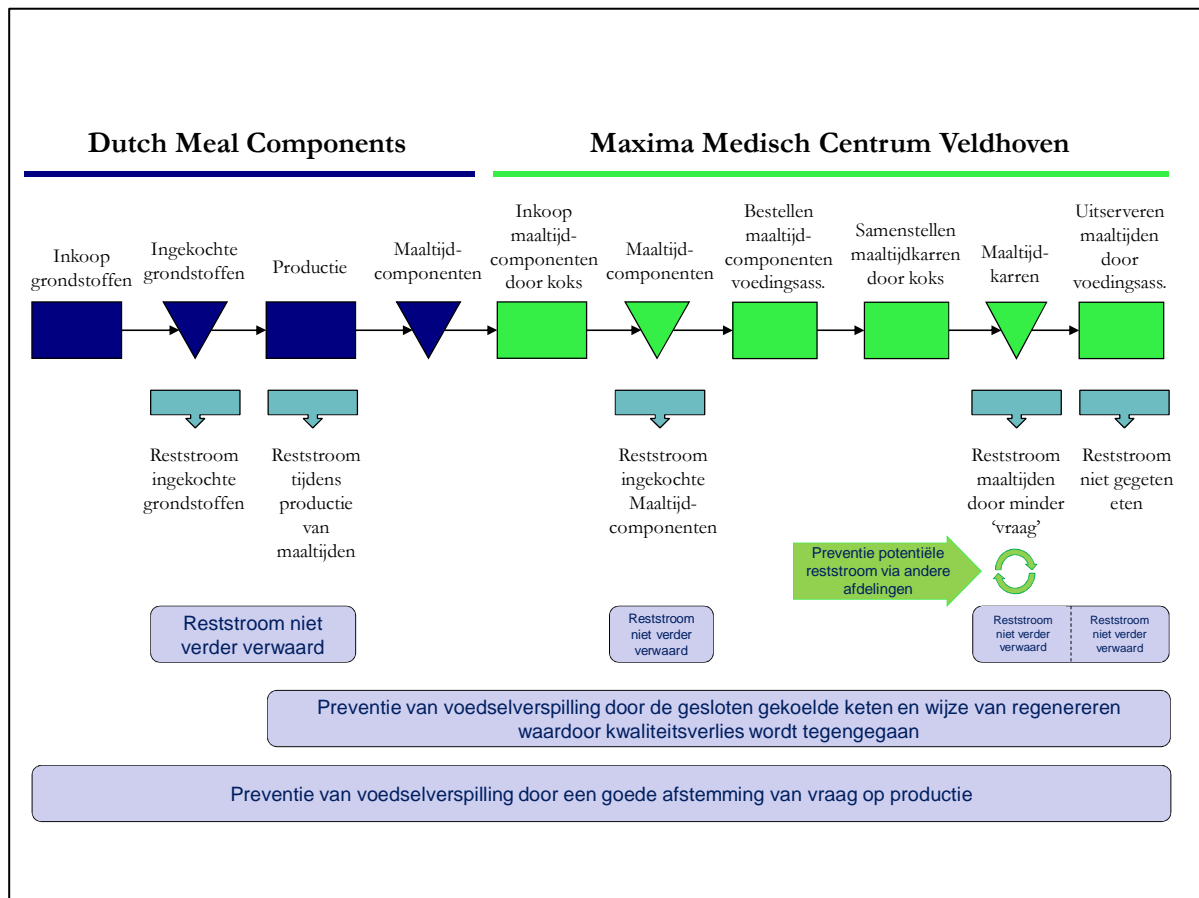 Dutch Meal Components
Maxima Medisch Centrum Veldhoven
Inkoop
grondstoffen
Ingekochte
grondstoffen
Productie
Maaltijd-
componenten
Inkoop
maaltijd-
componenten
door koks
Maaltijd-
componenten
Bestellen
maaltijd-
componenten
voedingsass.
Samenstellen
maaltijdkarren
door koks
Maaltijd-
karren
Uitserveren
maaltijden
door
voedingsass.
Reststroom
ingekochte
grondstoffen
Reststroom
tijdens
productie
van
maaltijden
Reststroom
ingekochte
Maaltijd-
componenten
Reststroom
maaltijden
door minder
‘vraag’
Reststroom
niet gegeten
eten
Preventie potentiële
reststroom via andere
afdelingen
Reststroom niet
verder verwaard
Reststroom
niet verder
verwaard
Reststroom
niet verder
verwaard
Reststroom
niet verder
verwaard
Preventie van voedselverspilling door de gesloten gekoelde keten en wijze van regenereren
waardoor kwaliteitsverlies wordt tegengegaan
Preventie van voedselverspilling door een goede afstemming van vraag op productie